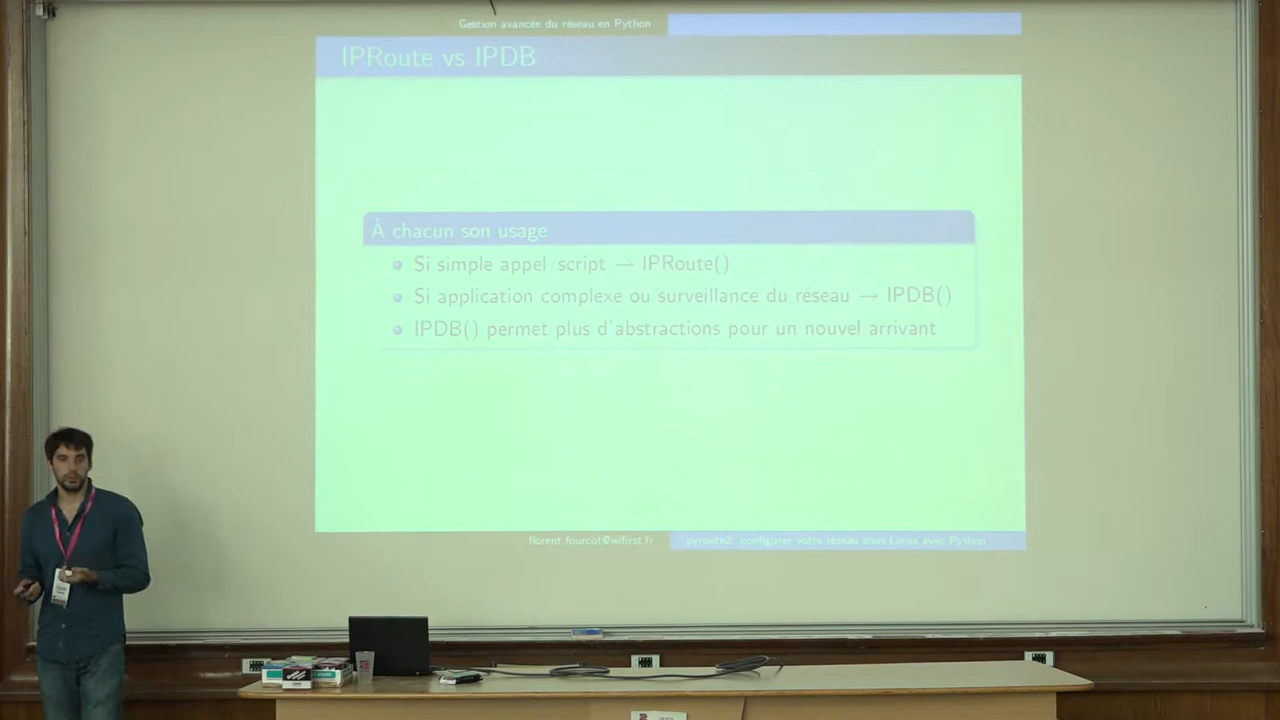 Gestion avancée du réseau en Python
IPRoute vs IPDB
À chacun son usage
Si simple appel/script → IPRoute()
Si application complexe ou surveillance du réseau → IPDB()
IPDB() permet plus d'abstractions pour un nouvel arrivant
florent.fourcot@wifirst.fr
pyroute2: configurer votre réseau sous Linux avec Python